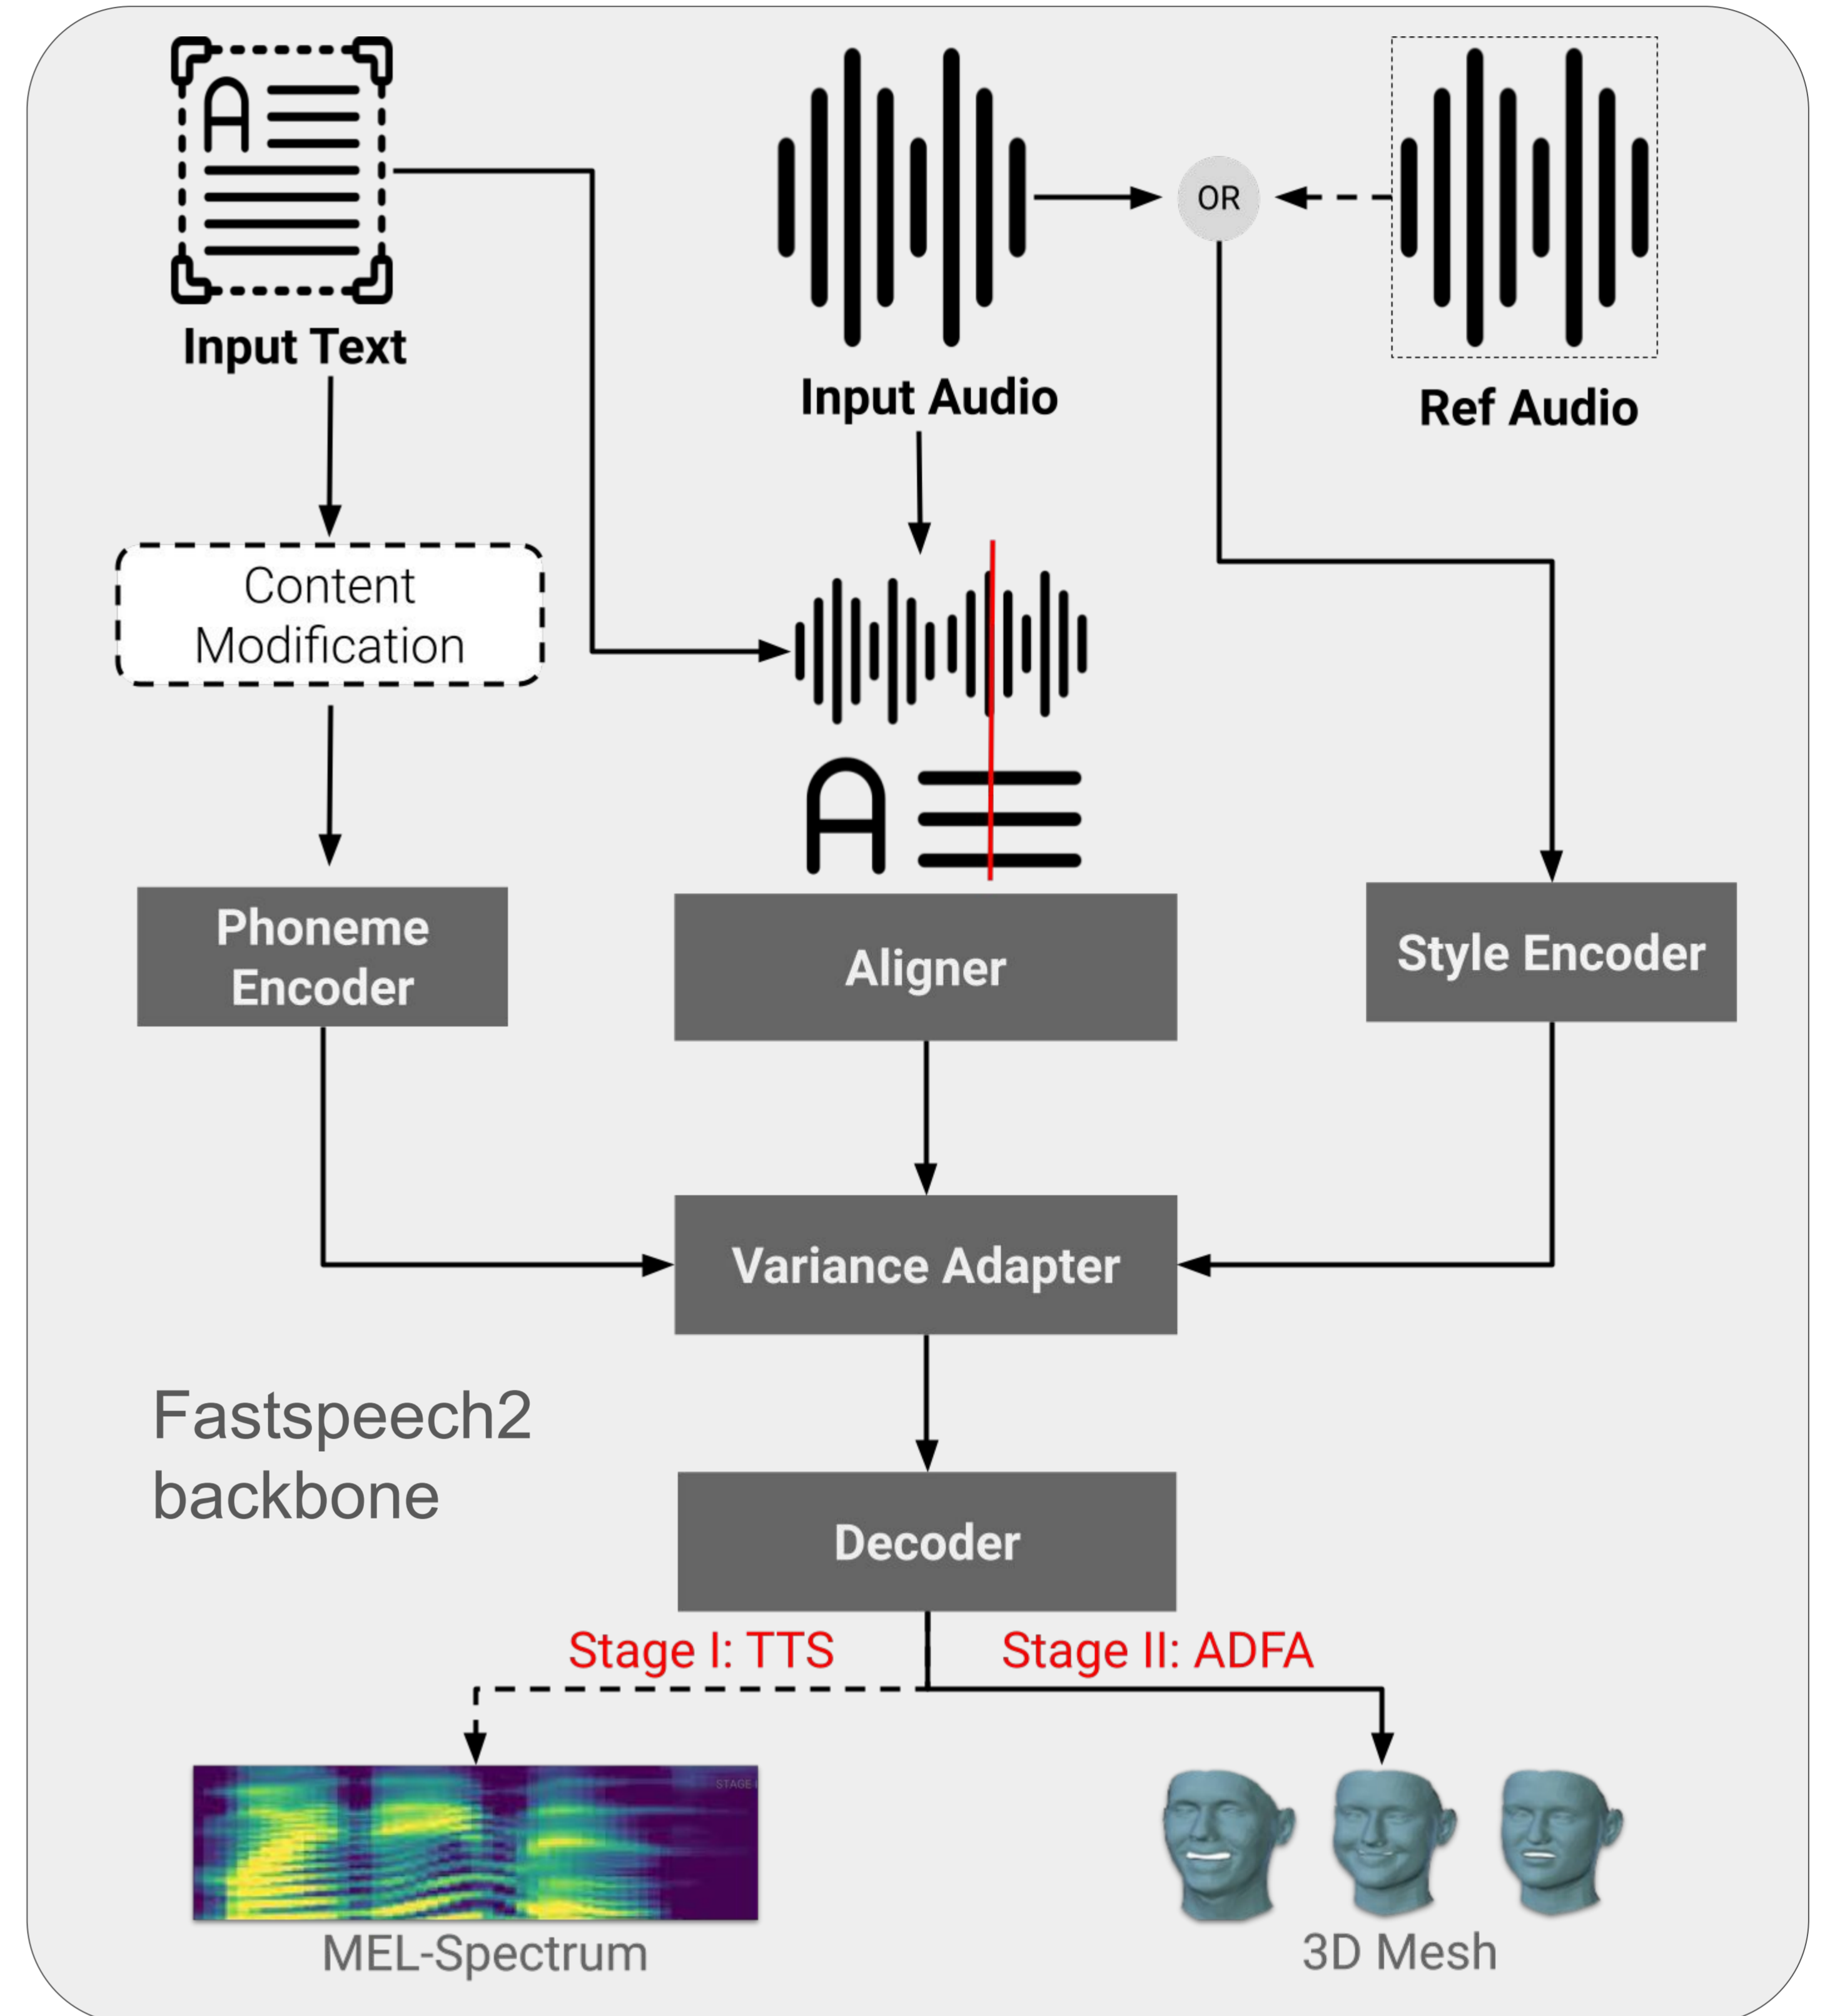 Input Text
Input Audio
OR
Ref Audio
Content
Modification
A
Phoneme
Encoder
Aligner
Style Encoder
Variance Adapter
Fastspeech2
backbone
Decoder
Stage I: TTS
Stage II: ADFA
STAGE
MEL-Spectrum
3D Mesh